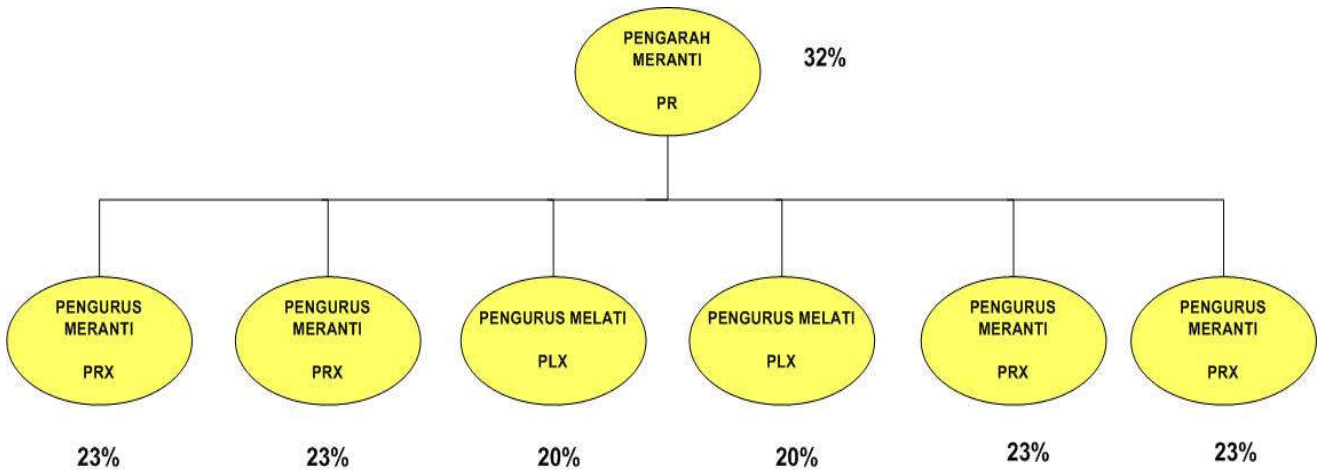 PENGARAH
MERANTI
PR
32%
PENGURUS
MERANTI
PRX
PENGURUS
MERANTI
PRX
PENGURUS MELATI
PLX
PENGURUS MELATI
PLX
PENGURUS
MERANTI
PRX
PENGURUS
MERANTI
PRX
23%
23%
20%
20%
23%
23%